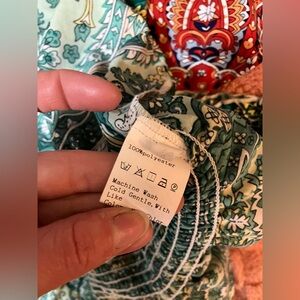 100%polyester
Machine Wash
Cold Gentle, With
Like